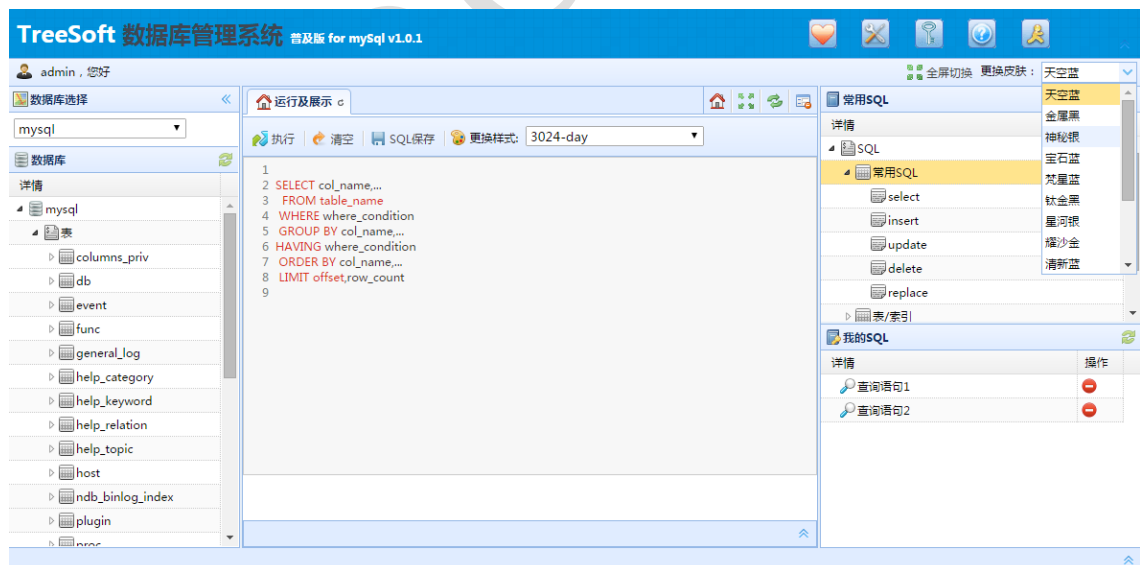 TreeSoft 数据库管理系统 普及版 for mySql v1.0.1
admin，您好
全屏切换 更换皮肤： 天空蓝
数据库选择
mysql
数据库
详情
mysql
表
columns_priv
db
event
func
general_log
help_category
help_keyword
help_relation
help_topic
host
ndb_binlog_index
plugin
proc
运行及展示
执行 清空 SQL保存 更换样式: 3024-day
1
2 SELECT col_name,...
3 FROM table_name
4 WHERE where_condition
5 GROUP BY col_name,...
6 HAVING where_condition
7 ORDER BY col_name,...
8 LIMIT offset,row_count
9
常用SQL
详情
SQL
常用SQL
select
insert
update
delete
replace
表/索引
天空蓝
金属黑
神秘银
宝石蓝
梵星蓝
钛金黑
星河银
耀沙金
清新蓝
我的SQL
详情 操作
查询语句1
查询语句2